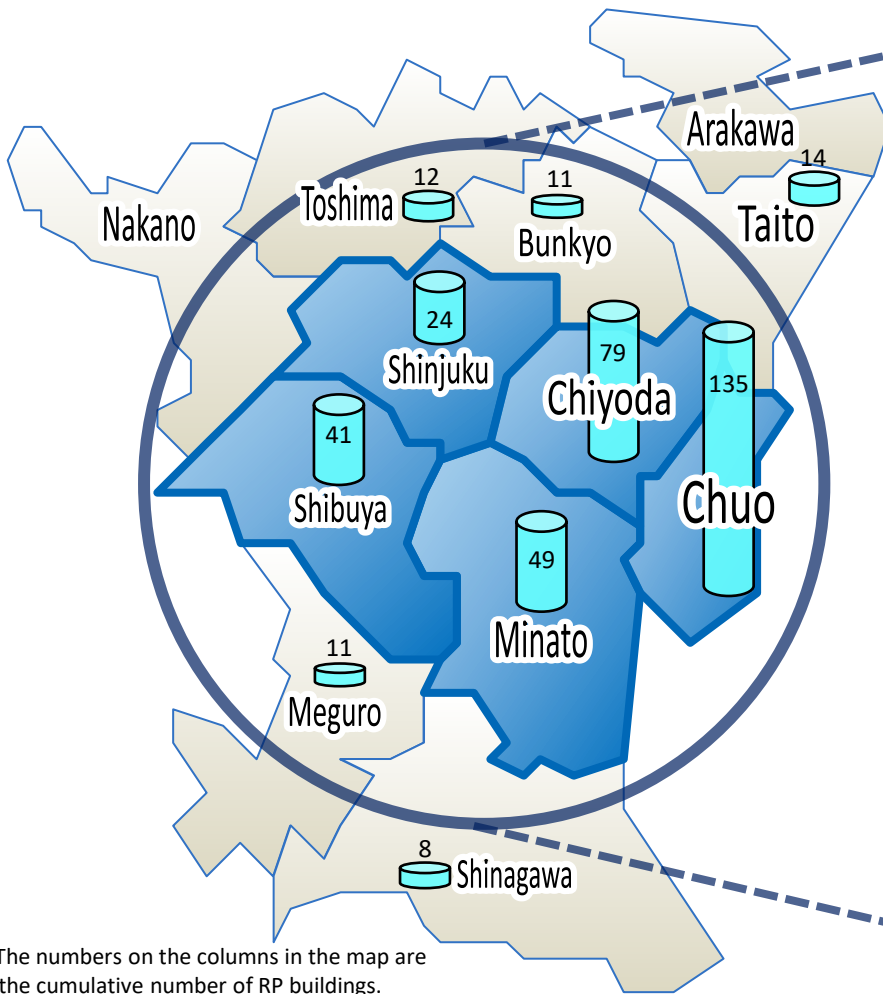 Arakawa
14
Taito
12
Toshima
11
Bunkyo
Nakano
24
Shinjuku
79
Chiyoda
135
Chuo
41
Shibuya
49
Minato
11
Meguro
8
Shinagawa
The numbers on the columns in the map are
the cumulative number of RP buildings.